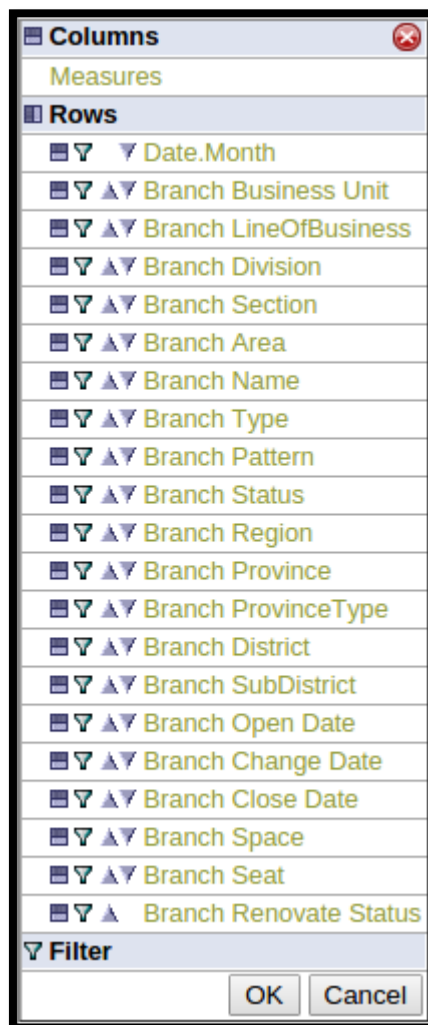 Columns
Measures
Rows
Date.Month
Branch Business Unit
Branch LineOfBusiness
Branch Division
Branch Section
Branch Area
Branch Name
Branch Type
Branch Pattern
Branch Status
Branch Region
Branch Province
Branch ProvinceType
Branch District
Branch SubDistrict
Branch Open Date
Branch Change Date
Branch Close Date
Branch Space
Branch Seat
Branch Renovate Status
Filter
OK Cancel